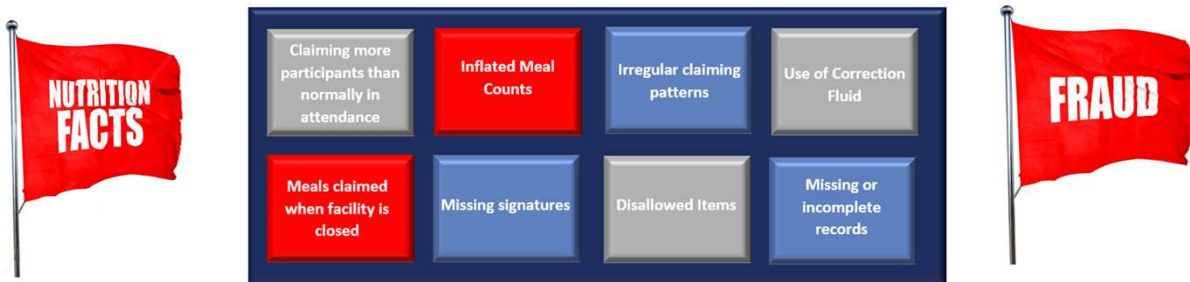 NUTRITION
FACTS
Claiming more
participants than
normally in
attendance
Inflated Meal
Counts
Irregular claiming
patterns
Use of Correction
Fluid
Meals claimed
when facility is
closed
Missing signatures
Disallowed Items
Missing or
incomplete
records
FRAUD